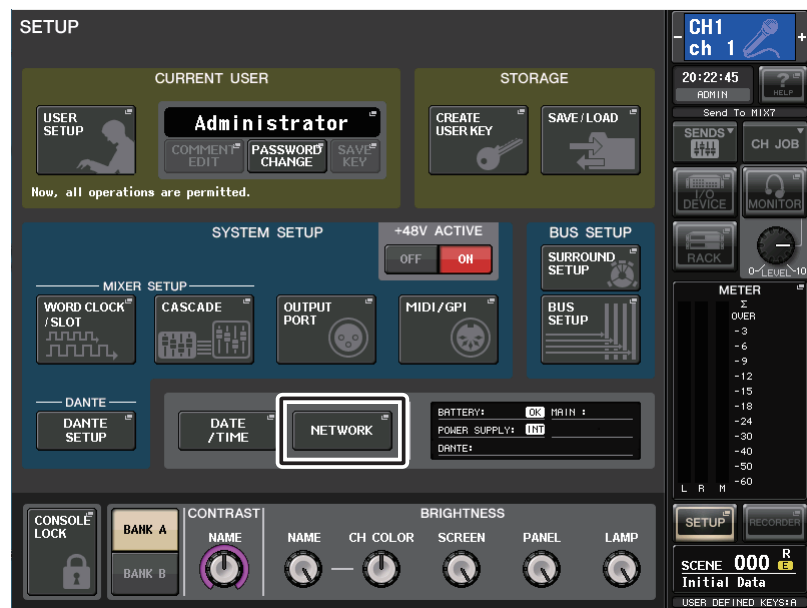 SETUP
CURRENT USER
USER
SETUP
Administrator
COMMENT
EDIT
PASSWORD
CHANGE
SAVE
KEY
Now, all operations are permitted.
STORAGE
CREATE
USER KEY
SAVE/LOAD
SYSTEM SETUP
+48V ACTIVE
OFF
ON
BUS SETUP
SURROUND
SETUP
MIXER SETUP
WORD CLOCK
/SLOT
CASCADE
OUTPUT
PORT
MIDI/GPI
BUS
SETUP
DANTE
DANTE
SETUP
DATE
/TIME
NETWORK
BATTERY: OK MAIN :
POWER SUPPLY: INT
DANTE:
CONSOLE
LOCK
BANK A
BANK B
CONTRAST
NAME
BRIGHTNESS
NAME
CH COLOR
SCREEN
PANEL
LAMP
- CH1 +
ch 1
20:22:45
ADMIN
?
HELP
Send To MIX7
SENDS
CH JOB
I/O
DEVICE
MONITOR
RACK
0 LEVEL 10
METER
Σ
OVER
-3
-6
-9
-12
-15
-18
-24
-30
-40
-50
-60
L R M
SETUP
RECORDER
SCENE 000 R
E
Initial Data
USER DEFINED KEYS:A